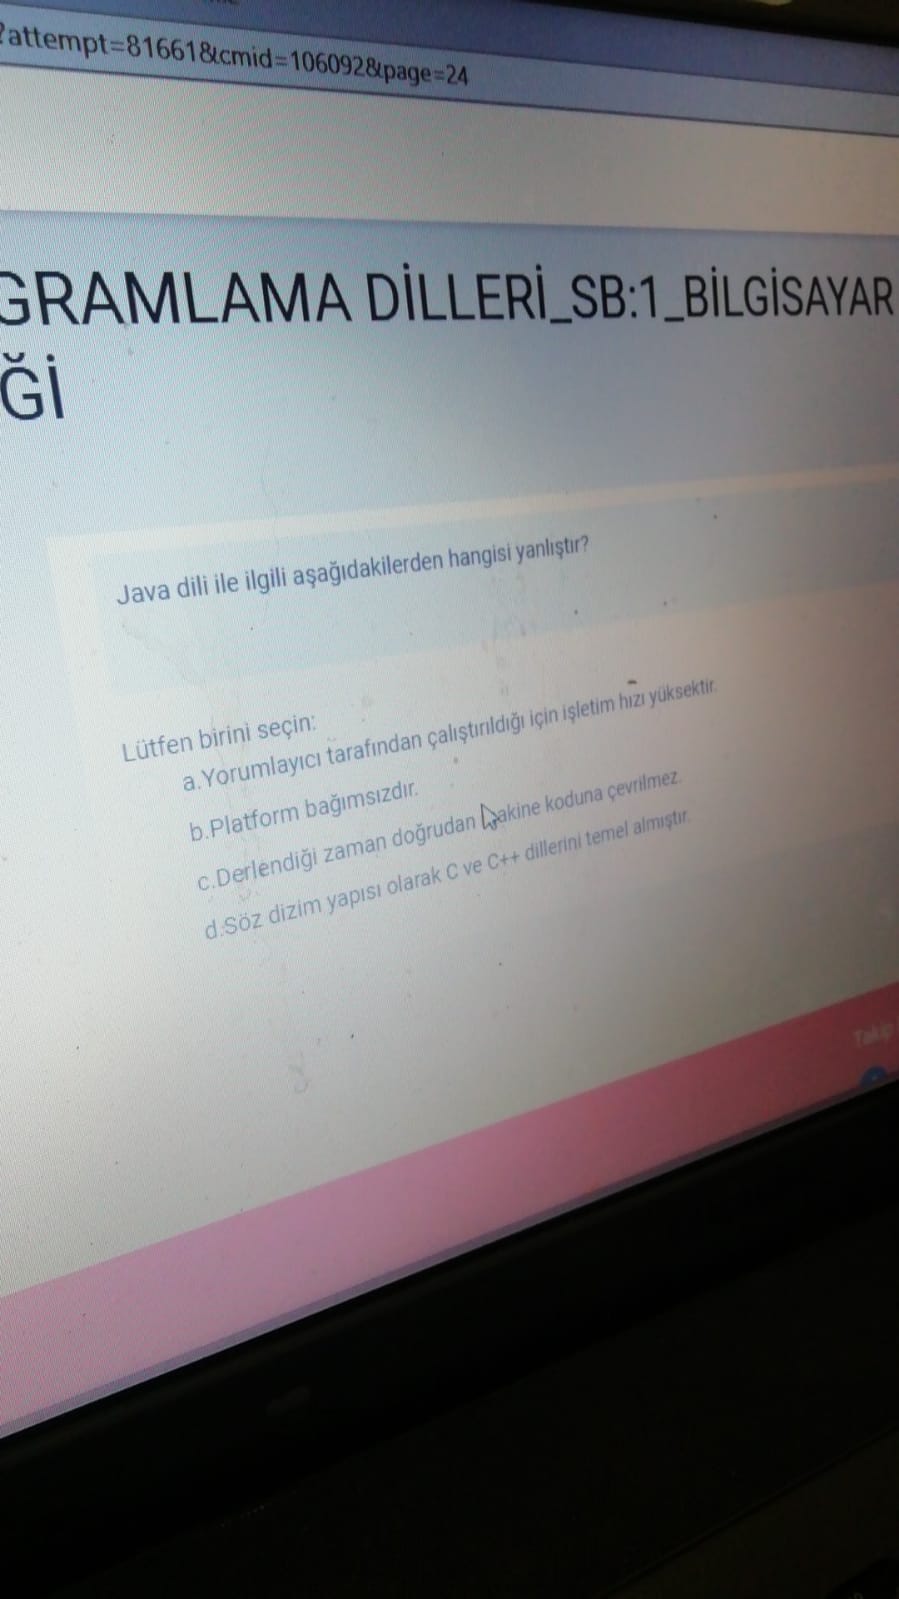 ?attempt=81661&cmid=106092&page=24
GRAMLAMA DİLLERİ_SB:1_BİLGİSAYAR
Ğİ
Java dili ile ilgili aşağıdakilerden hangisi yanlıştır?
Lütfen birini seçin:
a.Yorumlayıcı tarafından çalıştırıldığı için işletim hızı yüksektir.
b.Platform bağımsızdır.
c.Derlendiği zaman doğrudan makine koduna çevrilmez.
d.Söz dizim yapısı olarak C ve C++ dillerini temel almıştır.
Takip